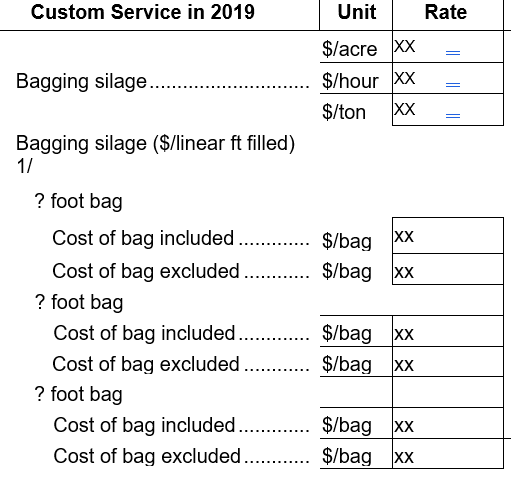 Custom Service in 2019 Unit Rate
$/acre XX
Bagging silage............................. $/hour XX
$/ton XX
Bagging silage ($/linear ft filled)
1/
? foot bag
Cost of bag included ............. $/bag xx
Cost of bag excluded ............ $/bag xx
? foot bag
Cost of bag included ............. $/bag xx
Cost of bag excluded ............ $/bag xx
? foot bag
Cost of bag included ............. $/bag xx
Cost of bag excluded ............ $/bag xx